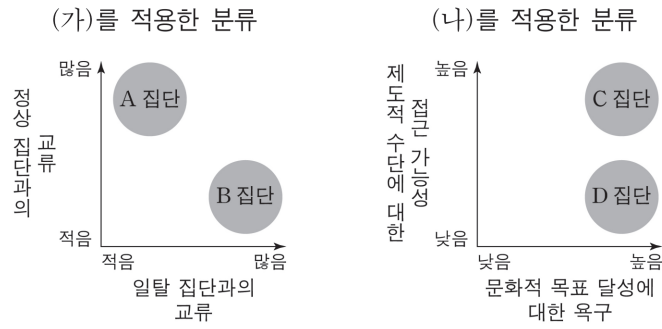 (가)를 적용한 분류
많음
정상 집단과의
교류
A 집단
B 집단
적음
적음
많음
일탈 집단과의
교류
(나)를 적용한 분류
높음
제도적 수단에 대한
접근 가능성
C 집단
D 집단
낮음
낮음
높음
문화적 목표 달성에
대한 욕구